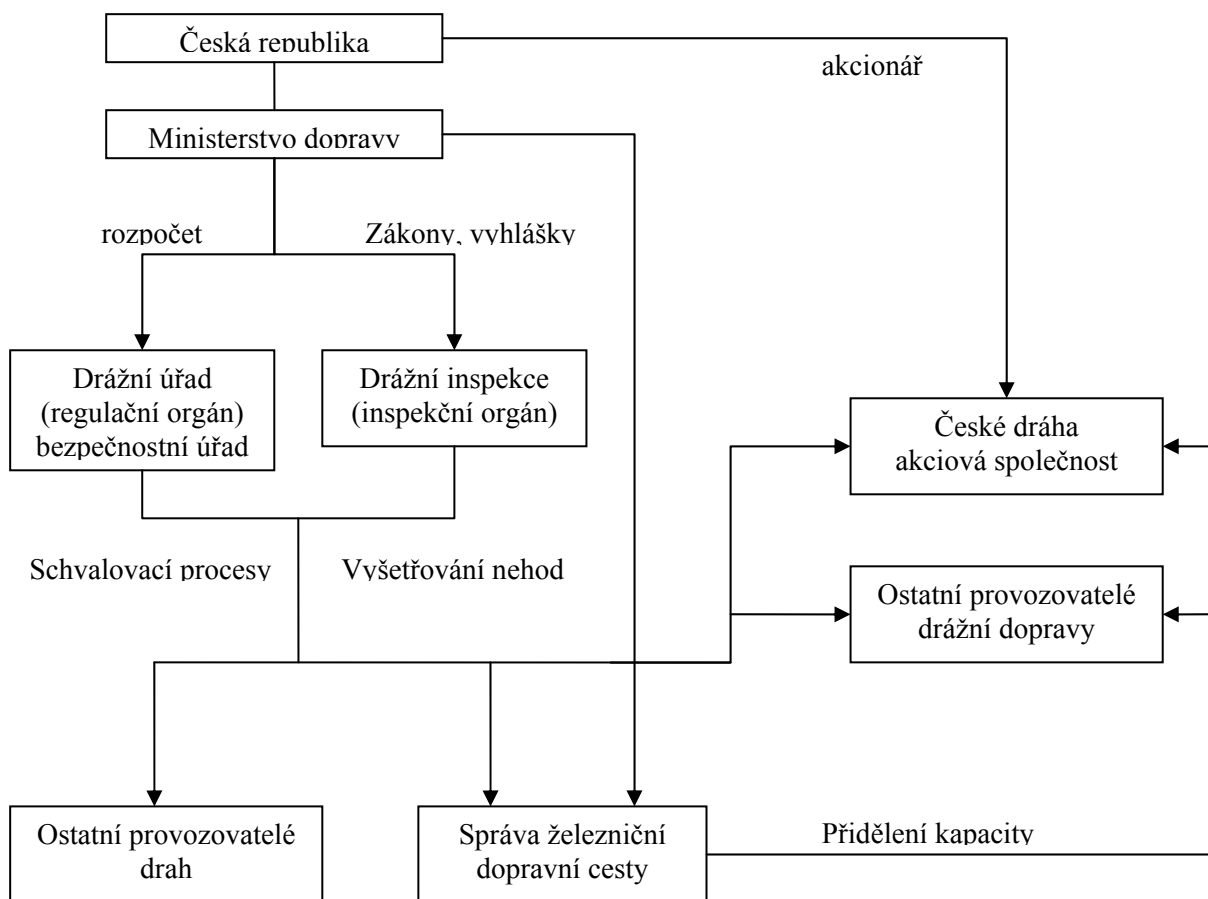 Česká republika
akcionář
Ministerstvo dopravy
rozpočet
Zákony, vyhlášky
Drážní úřad
(regulační orgán)
bezpečnostní úřad
Drážní inspekce
(inspekční orgán)
České dráha
akciová společnost
Schvalovací procesy
Vyšetřování nehod
Ostatní provozovatelé
drážní dopravy
Ostatní provozovatelé
drah
Správa železniční
dopravní cesty
Přidělení kapacity